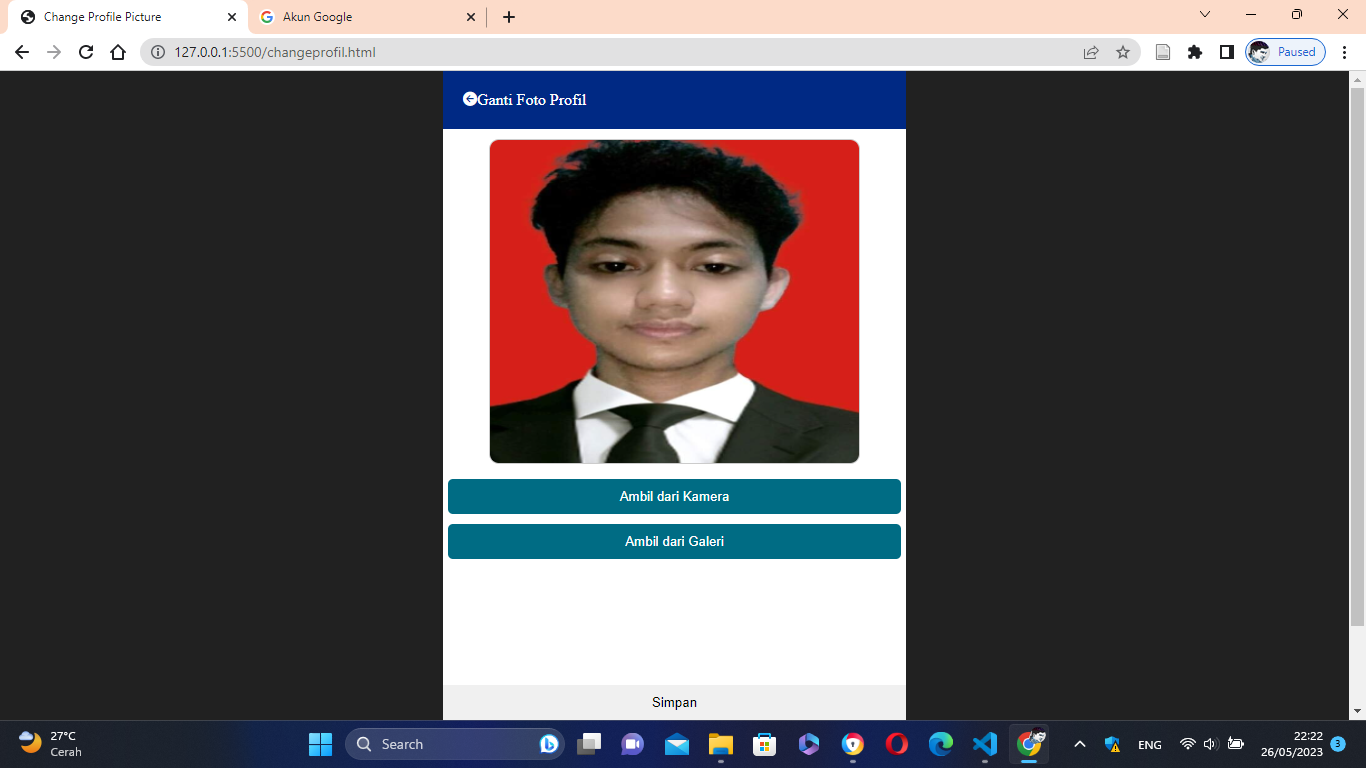 Change Profile Picture
Akun Google
127.0.0.1:5500/changeprofil.html
Paused
Ganti Foto Profil
Ambil dari Kamera
Ambil dari Galeri
Simpan
27°C
Cerah
Search
ENG
22:22
26/05/2023
3